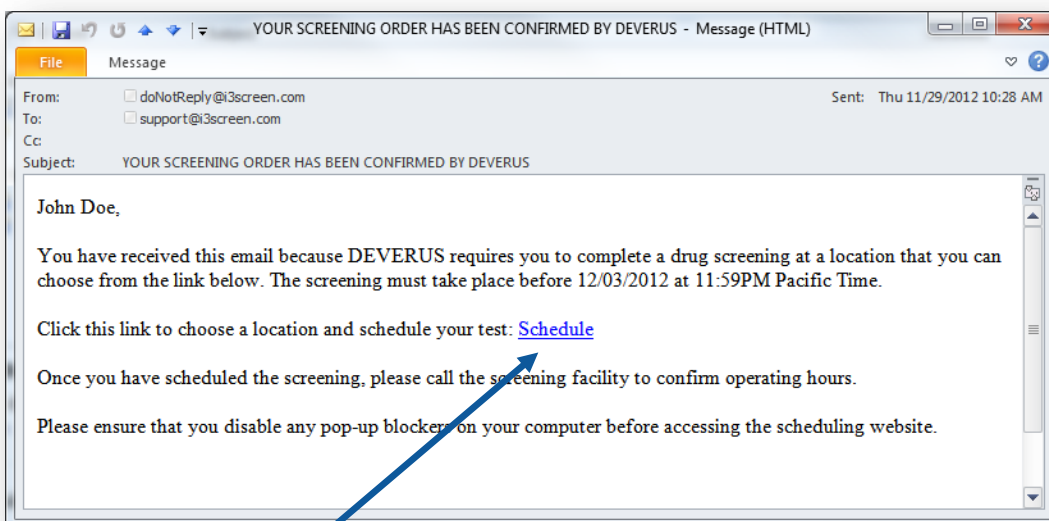 YOUR SCREENING ORDER HAS BEEN CONFIRMED BY DEVERUS - Message (HTML)
File Message
From: doNotReply@i3screen.com Sent: Thu 11/29/2012 10:28 AM
To: support@i3screen.com
Cc:
Subject: YOUR SCREENING ORDER HAS BEEN CONFIRMED BY DEVERUS
John Doe,
You have received this email because DEVERUS requires you to complete a drug screening at a location that you can
choose from the link below. The screening must take place before 12/03/2012 at 11:59PM Pacific Time.
Click this link to choose a location and schedule your test: Schedule
Once you have scheduled the screening, please call the screening facility to confirm operating hours.
Please ensure that you disable any pop-up blockers on your computer before accessing the scheduling website.